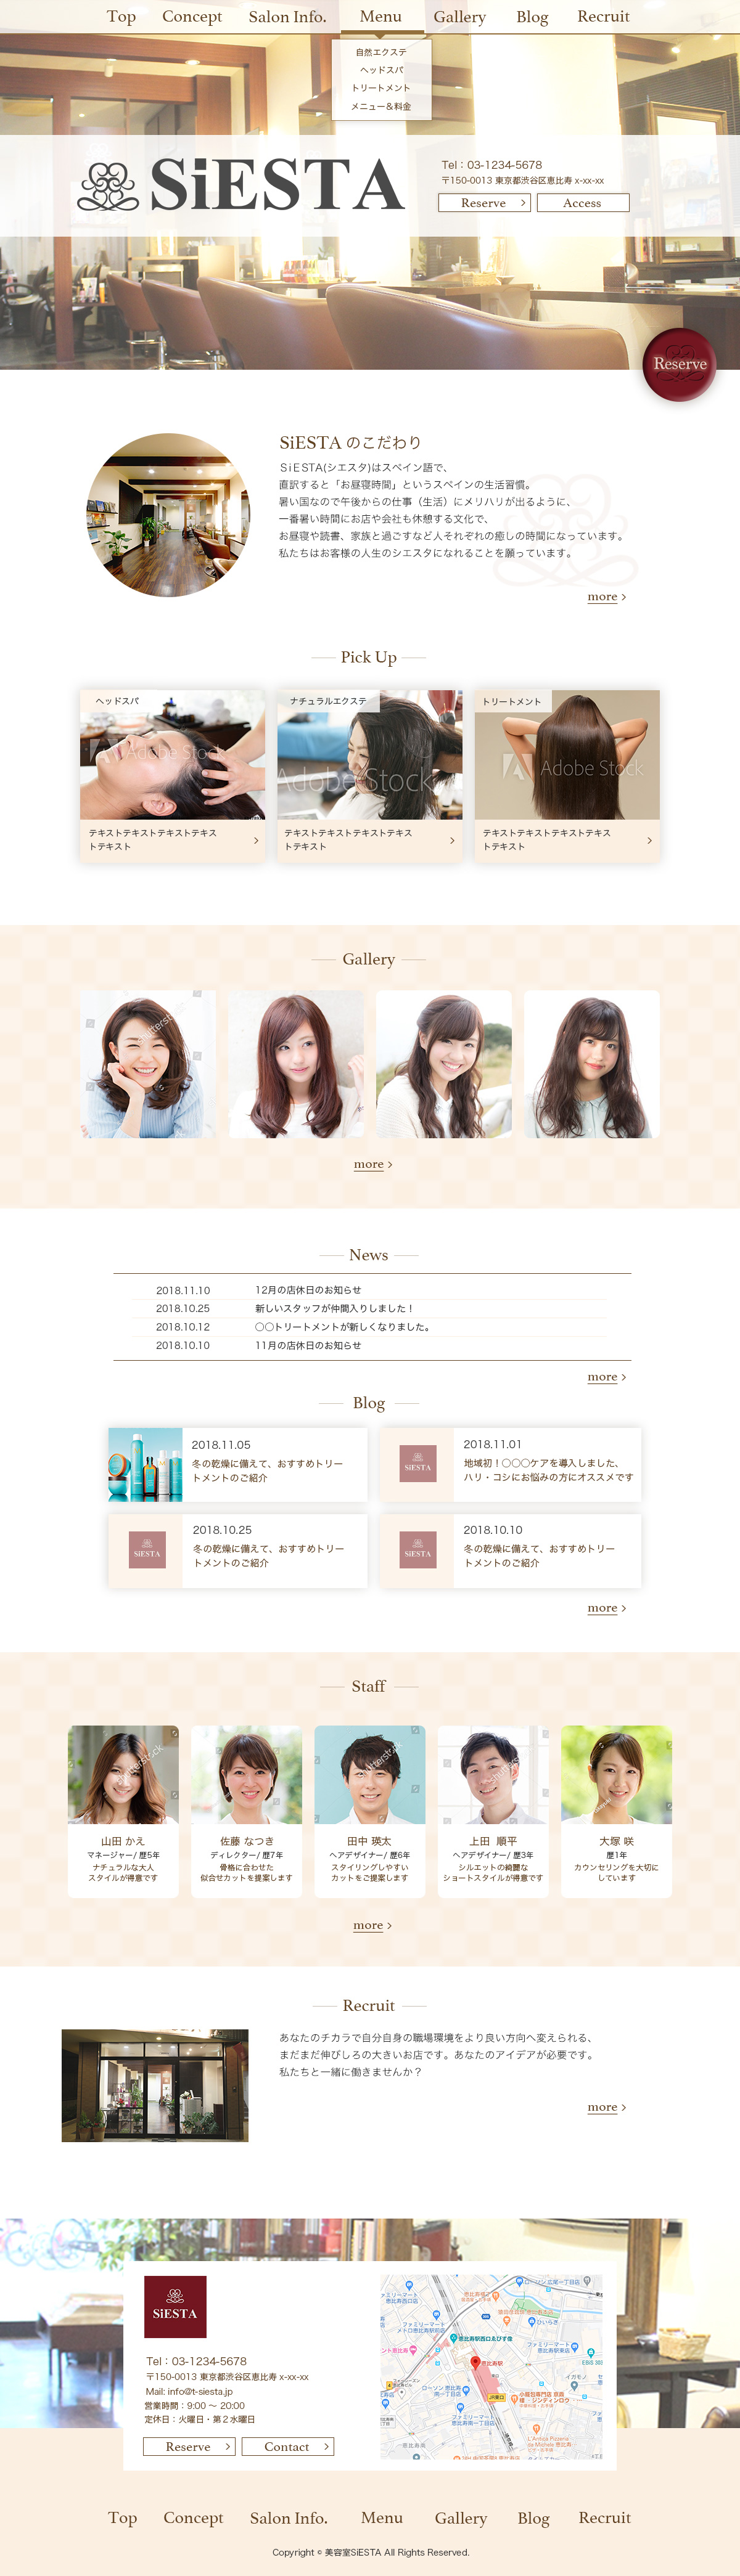 Top Concept Salon Info. Menu Gallery Blog Recruit
自然エクステ
ヘッドスパ
トリートメント
メニュー＆料金
SiESTA
Tel：03-1234-5678
〒150-0013 東京都渋谷区恵比寿 x-xx-xx
Reserve Access
Reserve
SiESTA のこだわり
SiESTA(シエスタ)はスペイン語で、
直訳すると「お昼寝時間」というスペインの生活習慣。
暑い国なので午後からの仕事（生活）にメリハリが出るように、
一番暑い時間にお店や会社も休憩する文化で、
お昼寝や読書、家族と過ごすなど人それぞれの癒しの時間になっています。
私たちはお客様の人生のシエスタになれることを願っています。
more
Pick Up
ヘッドスパ
Adobe Stock
テキストテキストテキストテキス
トテキスト
ナチュラルエクステ
Adobe Stock
テキストテキストテキストテキス
トテキスト
トリートメント
Adobe Stock
テキストテキストテキストテキス
トテキスト
Gallery
more
News
2018.11.10 12月の店休日のお知らせ
2018.10.25 新しいスタッフが仲間入りしました！
2018.10.12 〇〇トリートメントが新しくなりました。
2018.10.10 11月の店休日のお知らせ
more
Blog
2018.11.05
冬の乾燥に備えて、おすすめトリー
トメントのご紹介
SiESTA
2018.11.01
地域初！〇〇〇ケアを導入しました、
ハリ・コシにお悩みの方にオススメです
SiESTA
2018.10.25
冬の乾燥に備えて、おすすめトリー
トメントのご紹介
SiESTA
2018.10.10
冬の乾燥に備えて、おすすめトリー
トメントのご紹介
more
Staff
山田 かえ
マネージャー/ 歴5年
ナチュラルな大人
スタイルが得意です
佐藤 なつき
ディレクター/ 歴7年
骨格に合わせた
似合せカットを提案します
田中 瑛太
ヘアデザイナー/ 歴6年
スタイリングしやすい
カットをご提案します
上田 順平
ヘアデザイナー/ 歴3年
シルエットの綺麗な
ショートスタイルが得意です
大塚 咲
歴1年
カウンセリングを大切に
しています
more
Recruit
あなたのチカラで自分自身の職場環境をより良い方向へ変えられる、
まだまだ伸びしろの大きいお店です。あなたのアイデアが必要です。
私たちと一緒に働きませんか？
more
SiESTA
Tel：03-1234-5678
〒150-0013 東京都渋谷区恵比寿 x-xx-xx
Mail: info@t-siesta.jp
営業時間：9:00 〜 20:00
定休日：火曜日・第２水曜日
Reserve Contact
恵比寿駅
JR東口
Top Concept Salon Info. Menu Gallery Blog Recruit
Copyright © 美容室SiESTA All Rights Reserved.